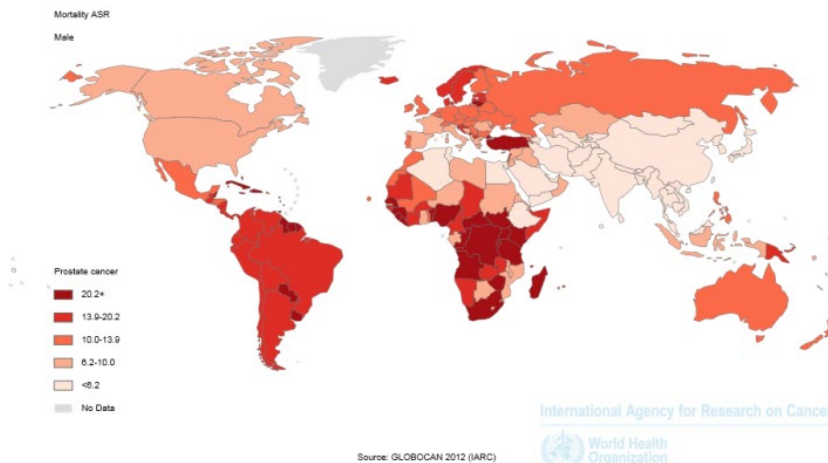 Mortality ASR
Male
Prostate cancer
20.2+
13.9-20.2
10.0-13.9
6.2-10.0
<6.2
No Data
International Agency for Research on Cance
World Health
Organization
Source: GLOBOCAN 2012 (IARC)